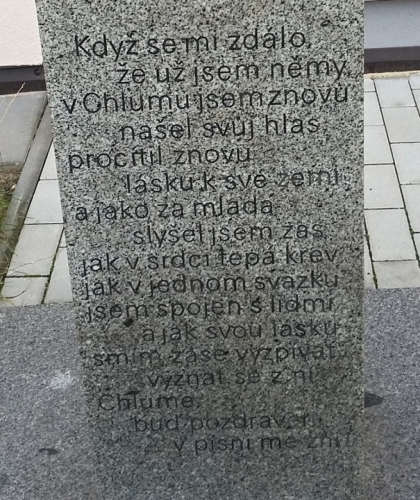 Když se mi zdálo,
že už jsem němý,
v Chlumu jsem znovu
našel svůj hlas
procítil znovu
lásku k své zemi
a jako za mlada
slyšel jsem zas
jak v srdci tepá krev
jak v jednom svazku
jsem spojen s lidmi
a jak svou lásku
smím zase vyzpívat
vyznat se z ní
Chlume,
buď pozdraven
v písni mé zní